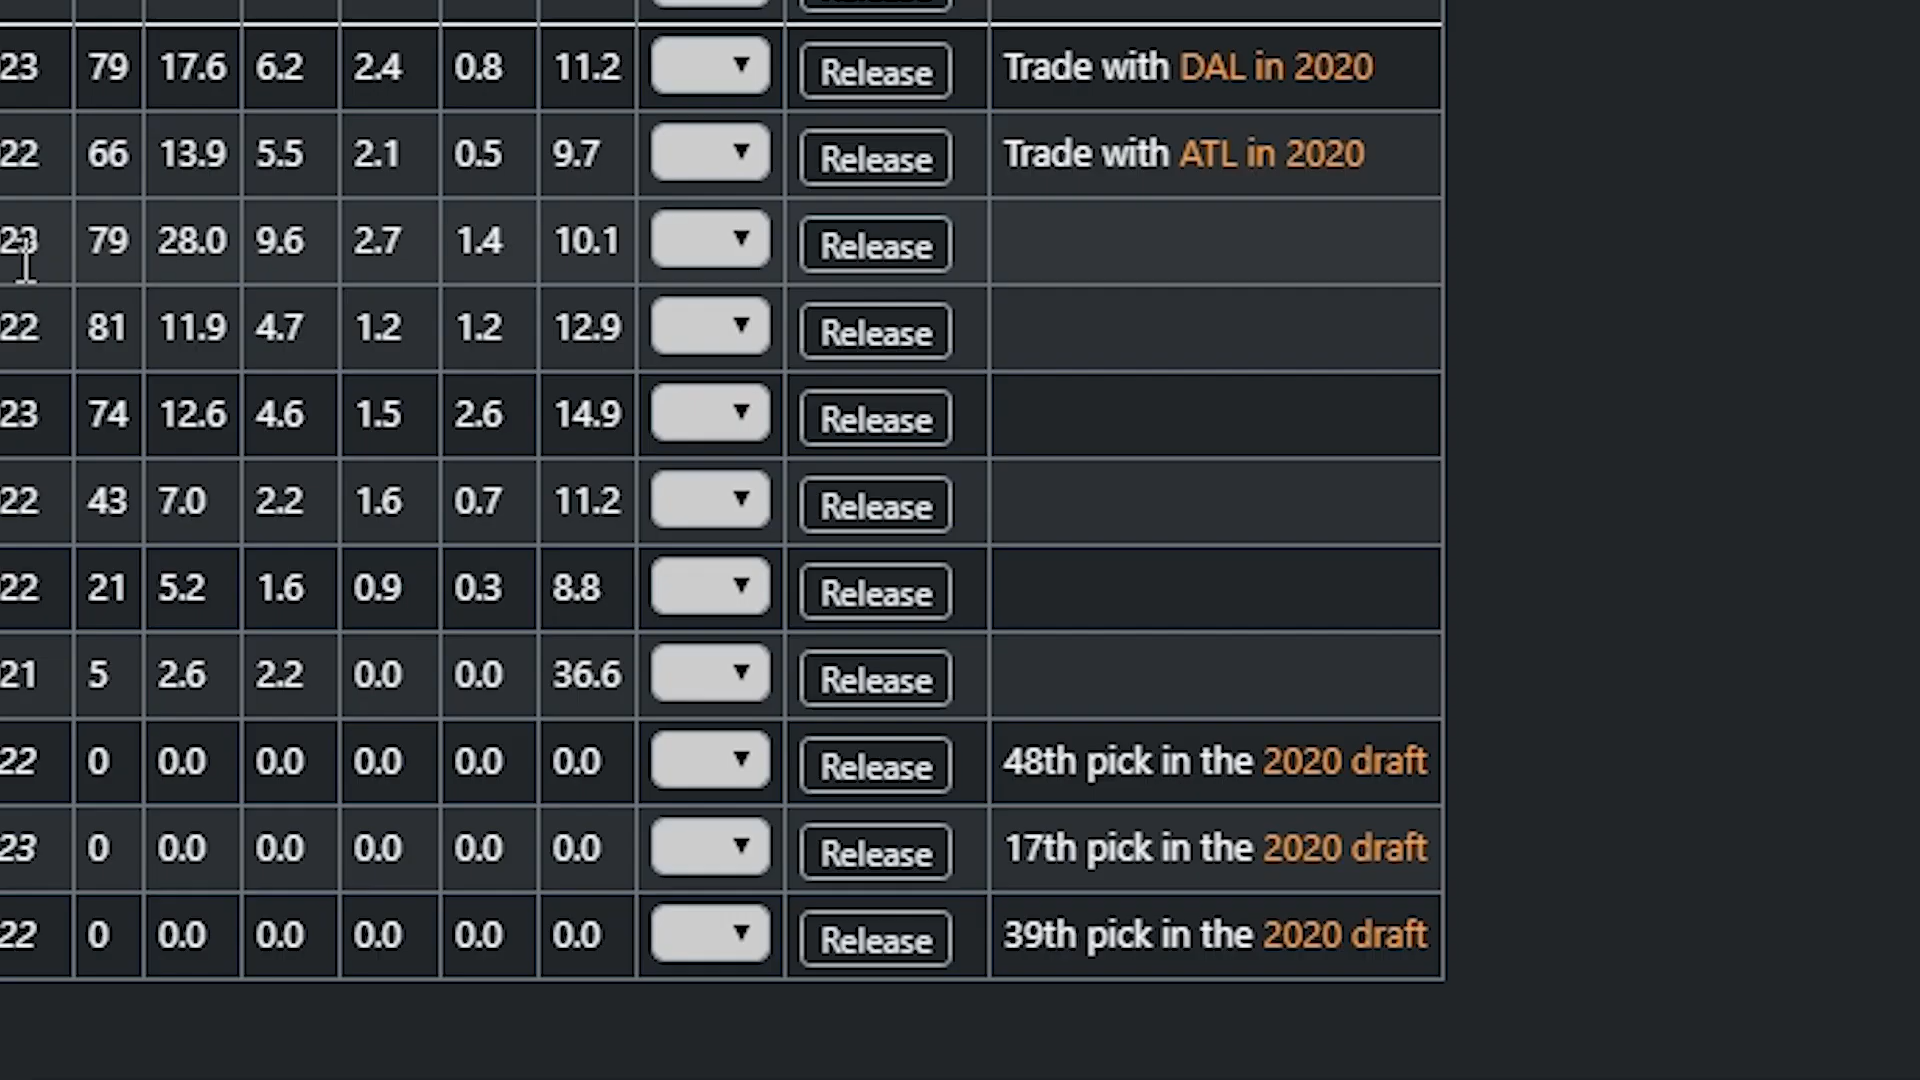 23 79 17.6 6.2 2.4 0.8 11.2 Release Trade with DAL in 2020
22 66 13.9 5.5 2.1 0.5 9.7 Release Trade with ATL in 2020
23 79 28.0 9.6 2.7 1.4 10.1 Release
22 81 11.9 4.7 1.2 1.2 12.9 Release
23 74 12.6 4.6 1.5 2.6 14.9 Release
22 43 7.0 2.2 1.6 0.7 11.2 Release
22 21 5.2 1.6 0.9 0.3 8.8 Release
21 5 2.6 2.2 0.0 0.0 36.6 Release
22 0 0.0 0.0 0.0 0.0 0.0 Release 48th pick in the 2020 draft
23 0 0.0 0.0 0.0 0.0 0.0 Release 17th pick in the 2020 draft
22 0 0.0 0.0 0.0 0.0 0.0 Release 39th pick in the 2020 draft